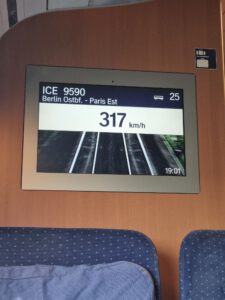 ICE 9590 25
Berlin Ostbf. - Paris Est
317 km/h
19:01